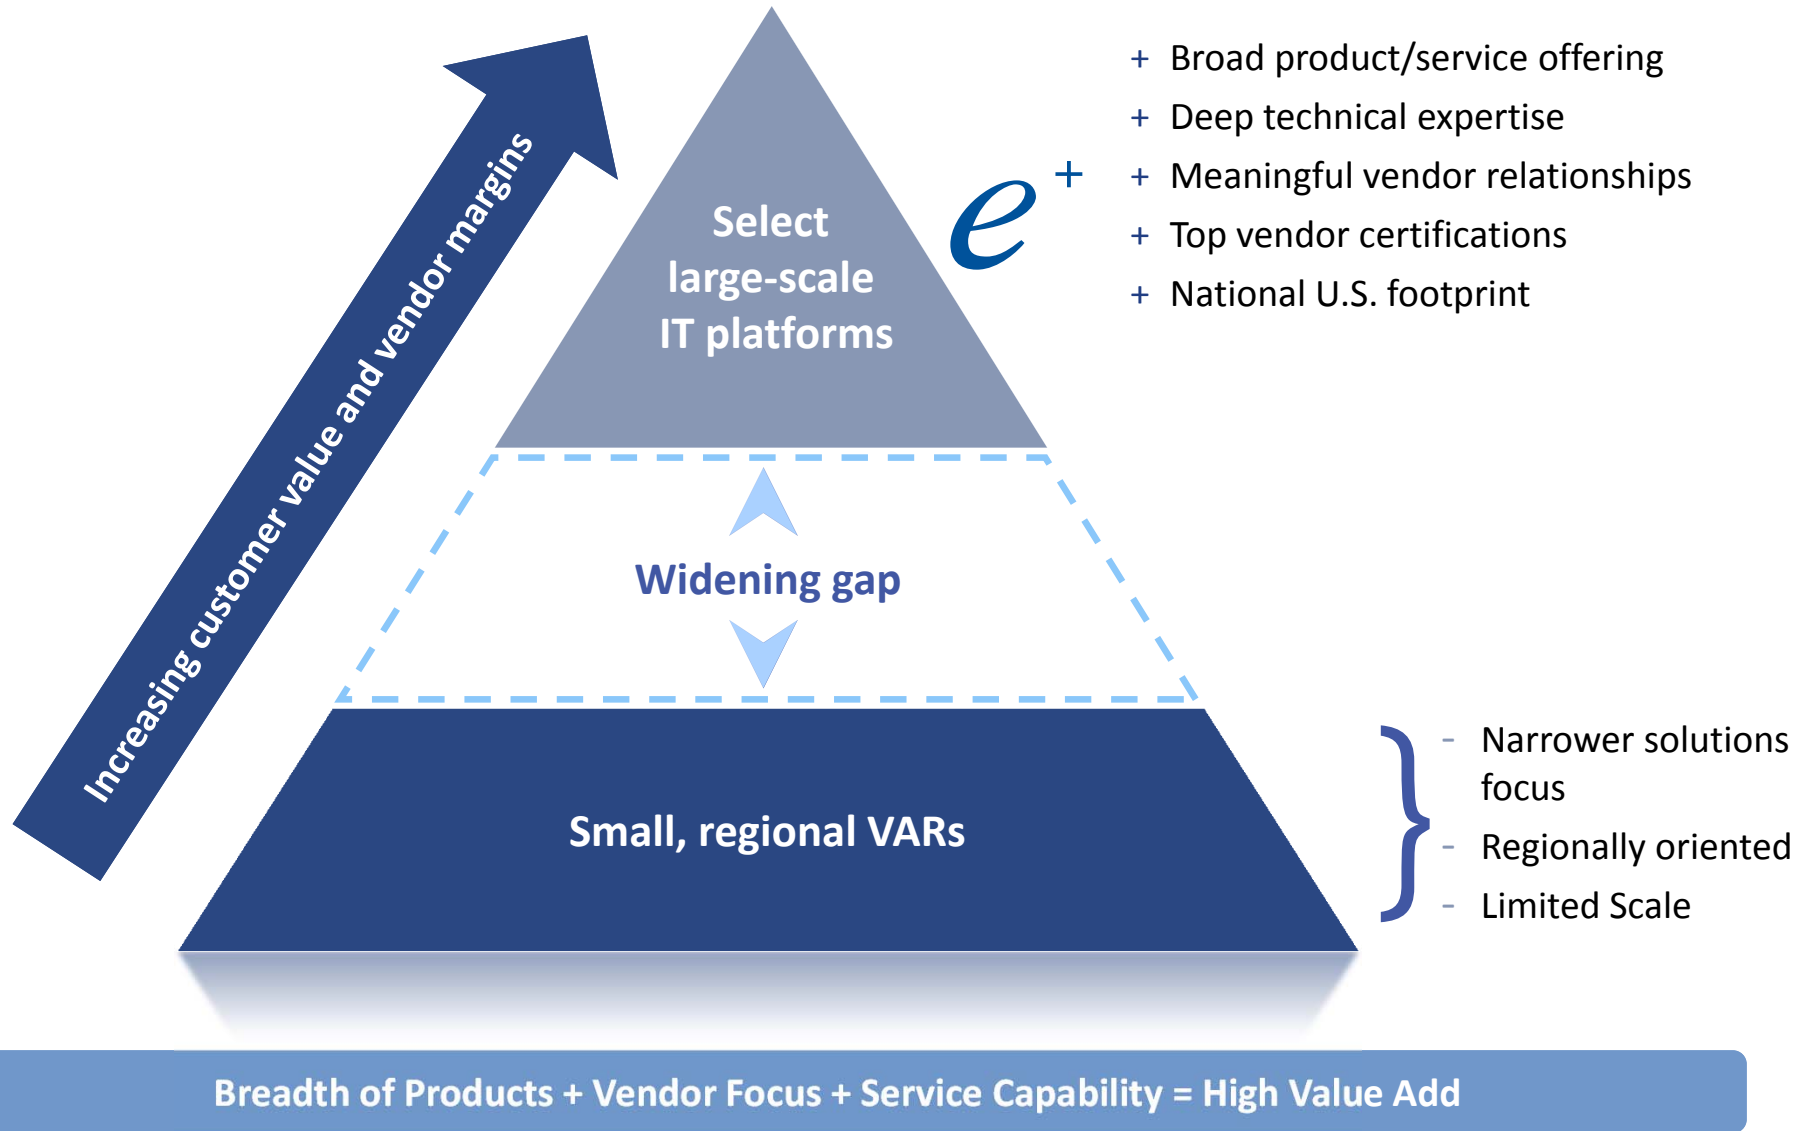 Increasing customer value and vendor margins
Select
large-scale
IT platforms
e+
+ Broad product/service offering
+ Deep technical expertise
+ Meaningful vendor relationships
+ Top vendor certifications
+ National U.S. footprint
Widening gap
Small, regional VARs
- Narrower solutions
focus
- Regionally oriented
- Limited Scale
Breadth of Products + Vendor Focus + Service Capability = High Value Add